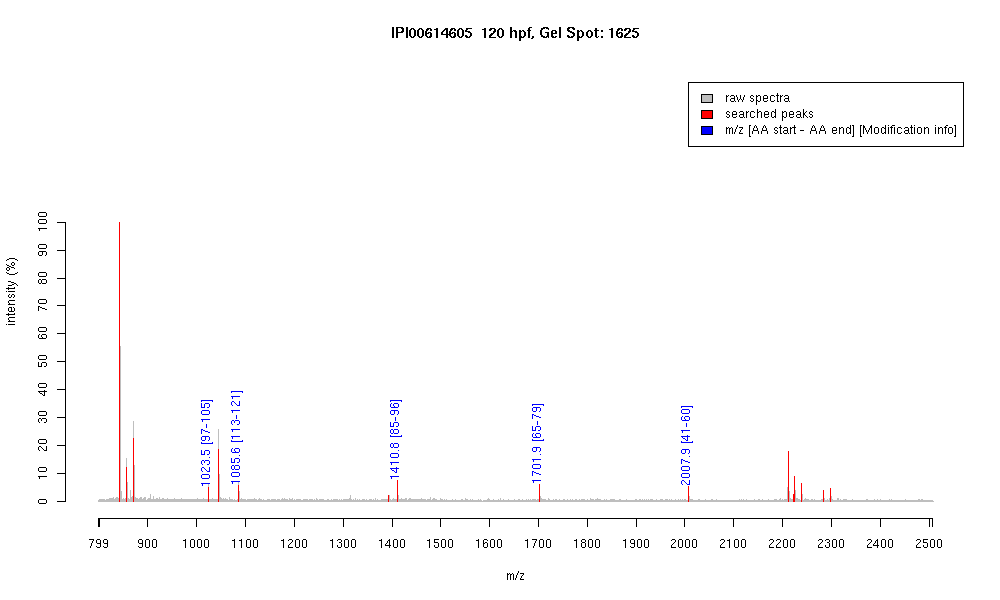 IPI00614605 120 hpf, Gel Spot: 1625
raw spectra
searched peaks
m/z [AA start - AA end] [Modification info]
intensity (%)
100
90
80
70
60
50
40
30
20
10
0
1023.5 [97-105]
1085.6 [113-121]
1410.8 [85-96]
1701.9 [65-79]
2007.9 [41-60]
799 900 1000 1100 1200 1300 1400 1500 1600 1700 1800 1900 2000 2100 2200 2300 2400 2500
m/z